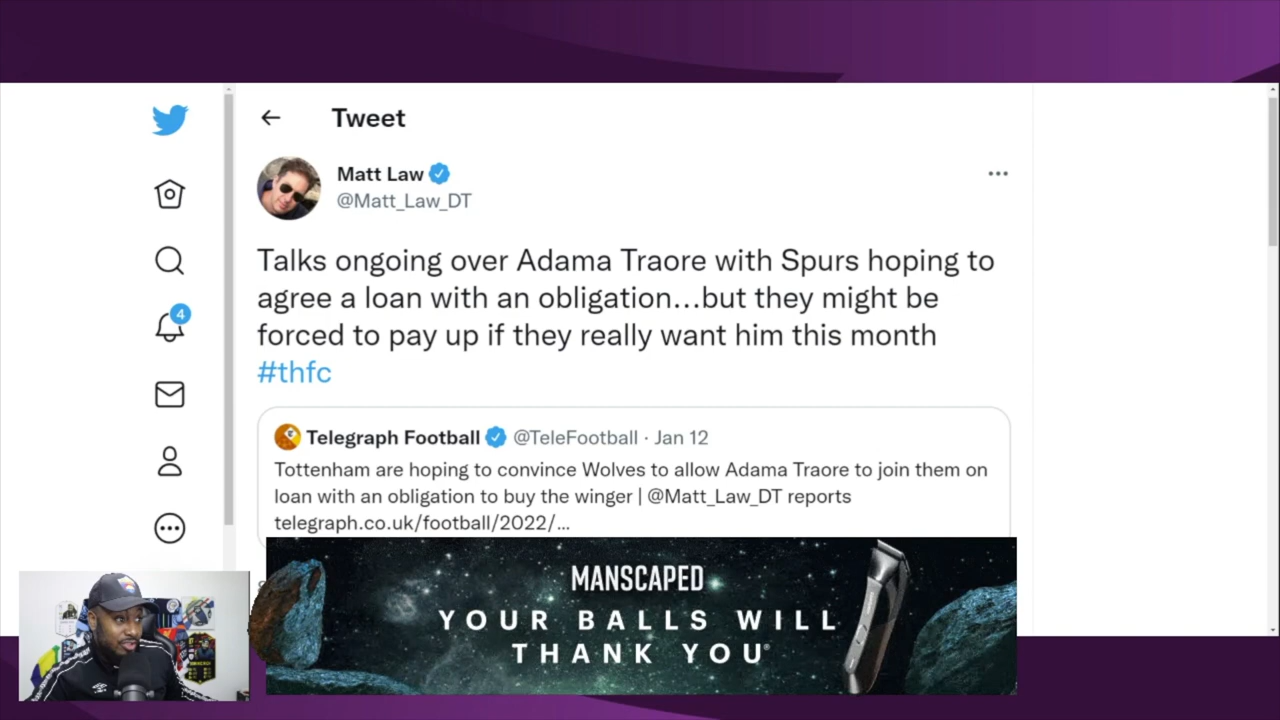 Tweet
Matt Law
@Matt_Law_DT
Talks ongoing over Adama Traore with Spurs hoping to
agree a loan with an obligation...but they might be
forced to pay up if they really want him this month
#thfc
4
Telegraph Football @TeleFootball · Jan 12
Tottenham are hoping to convince Wolves to allow Adama Traore to join them on
loan with an obligation to buy the winger | @Matt_Law_DT reports
telegraph.co.uk/football/2022/...
MANSCAPED
YOUR BALLS WILL
THANK YOU®